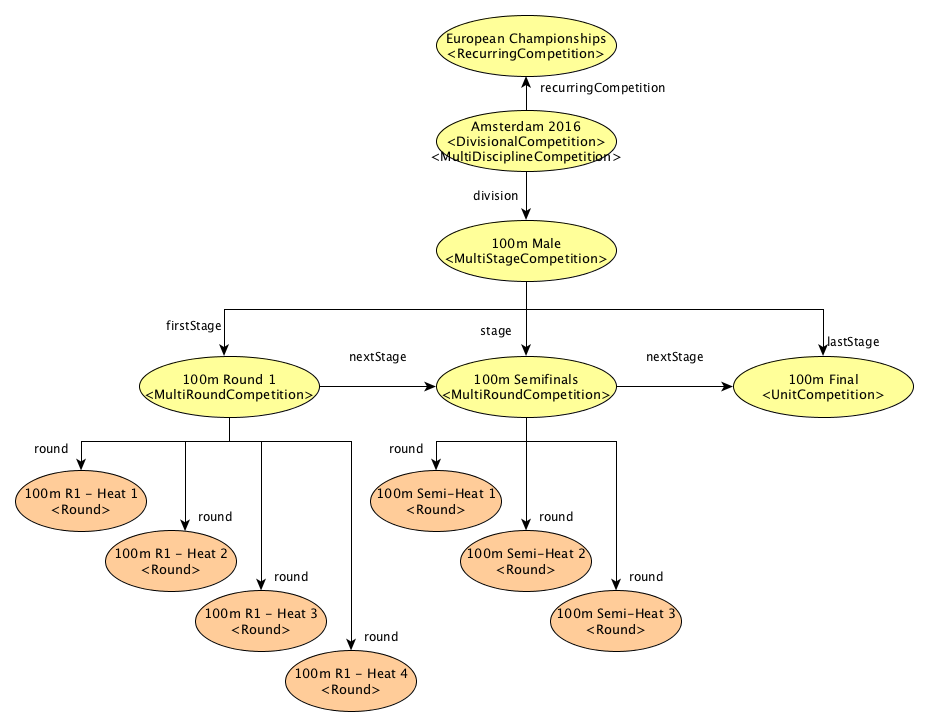 European Championships
<RecurringCompetition>
recurringCompetition
Amsterdam 2016
<DivisionalCompetition>
<MultiDisciplineCompetition>
division
100m Male
<MultiStageCompetition>
firstStage
stage
lastStage
nextStage
nextStage
100m Round 1
<MultiRoundCompetition>
100m Semifinals
<MultiRoundCompetition>
100m Final
<UnitCompetition>
round
round
100m R1 - Heat 1
<Round>
100m Semi-Heat 1
<Round>
round
round
100m R1 - Heat 2
<Round>
100m Semi-Heat 2
<Round>
round
round
100m R1 - Heat 3
<Round>
100m Semi-Heat 3
<Round>
round
100m R1 - Heat 4
<Round>